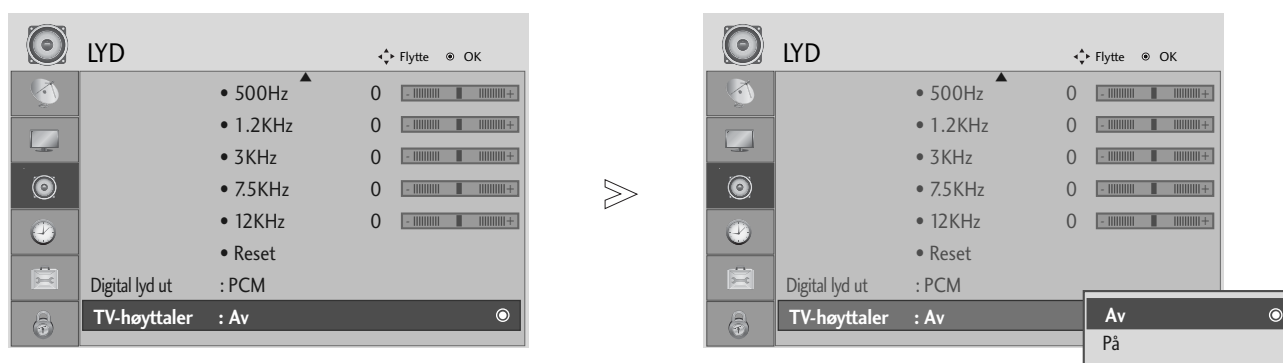 LYD
Flytte OK
• 500Hz 0 - +
• 1.2KHz 0 - +
• 3KHz 0 - +
• 7.5KHz 0 - +
• 12KHz 0 - +
• Reset
Digital lyd ut : PCM
TV-høyttaler : Av
LYD
Flytte OK
• 500Hz 0 - +
• 1.2KHz 0 - +
• 3KHz 0 - +
• 7.5KHz 0 - +
• 12KHz 0 - +
• Reset
Digital lyd ut : PCM
TV-høyttaler : Av
Av
På